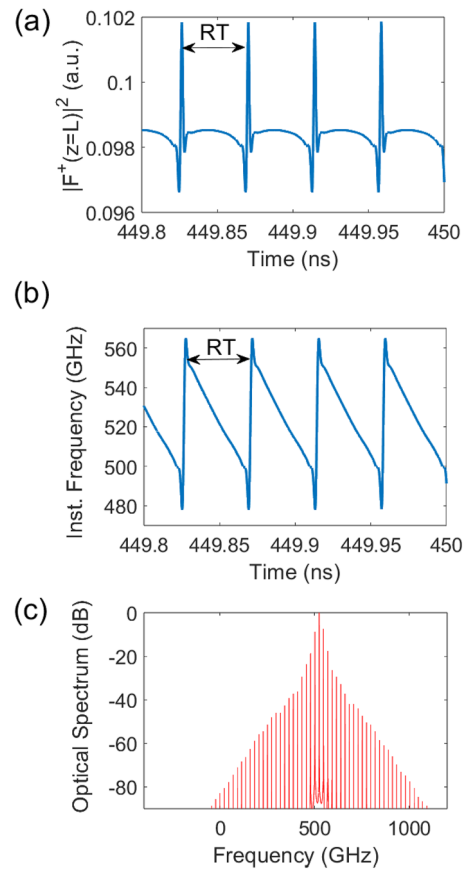 (a)
|F⁺(z=L)|² (a.u.)
0.102
0.1
0.098
0.096
RT
449.8 449.85 449.9 449.95 450
Time (ns)
(b)
Inst. Frequency (GHz)
560
540
520
500
480
RT
449.8 449.85 449.9 449.95 450
Time (ns)
(c)
Optical Spectrum (dB)
0
-20
-40
-60
-80
0 500 1000
Frequency (GHz)